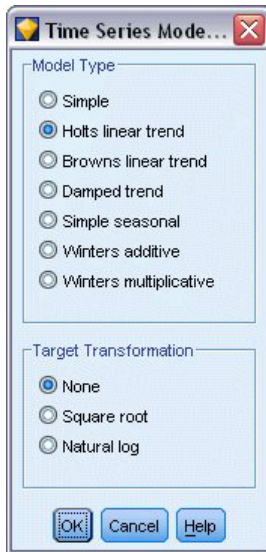 Time Series Mode...
Model Type
Simple
Holts linear trend
Browns linear trend
Damped trend
Simple seasonal
Winters additive
Winters multiplicative
Target Transformation
None
Square root
Natural log
OK Cancel Help